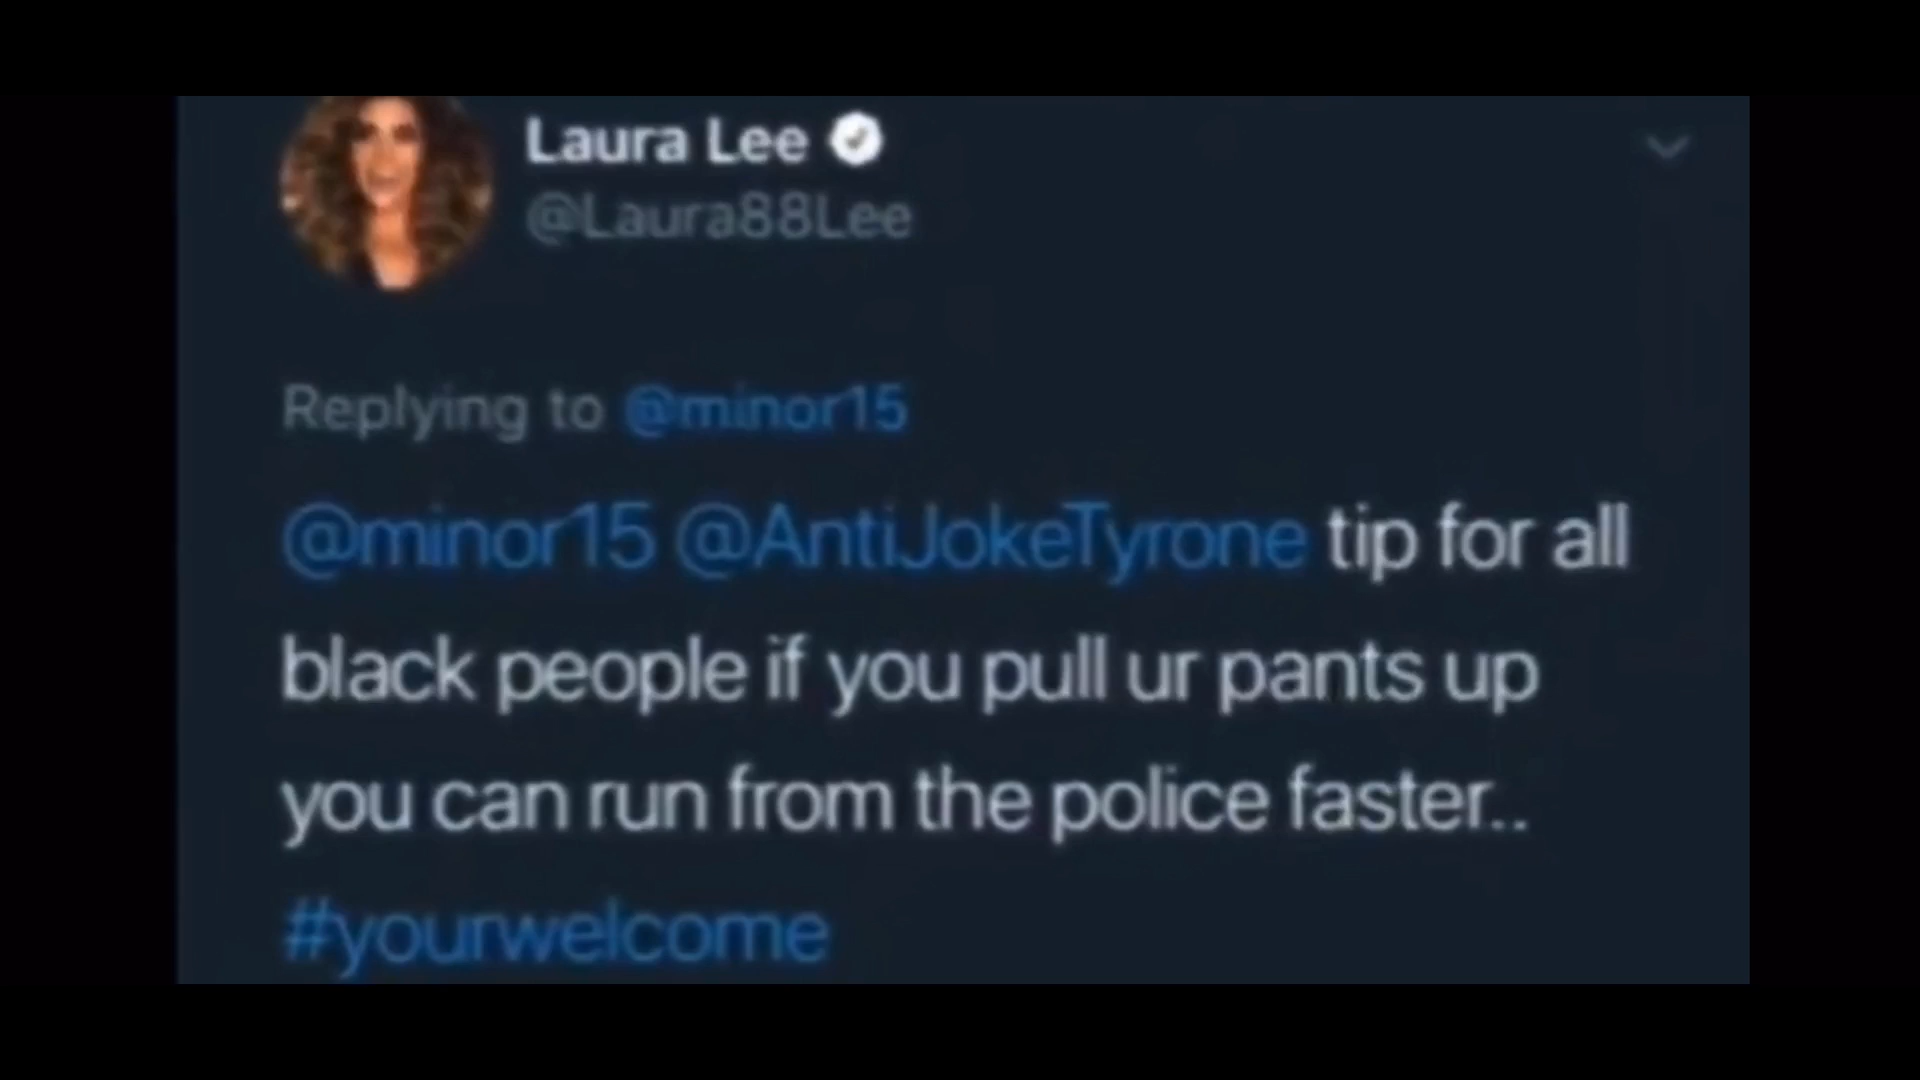 Laura Lee
@Laura88Lee
Replying to @minor15
@minor15 @AntiJokeTyrone tip for all
black people if you pull ur pants up
you can run from the police faster..
#yourwelcome